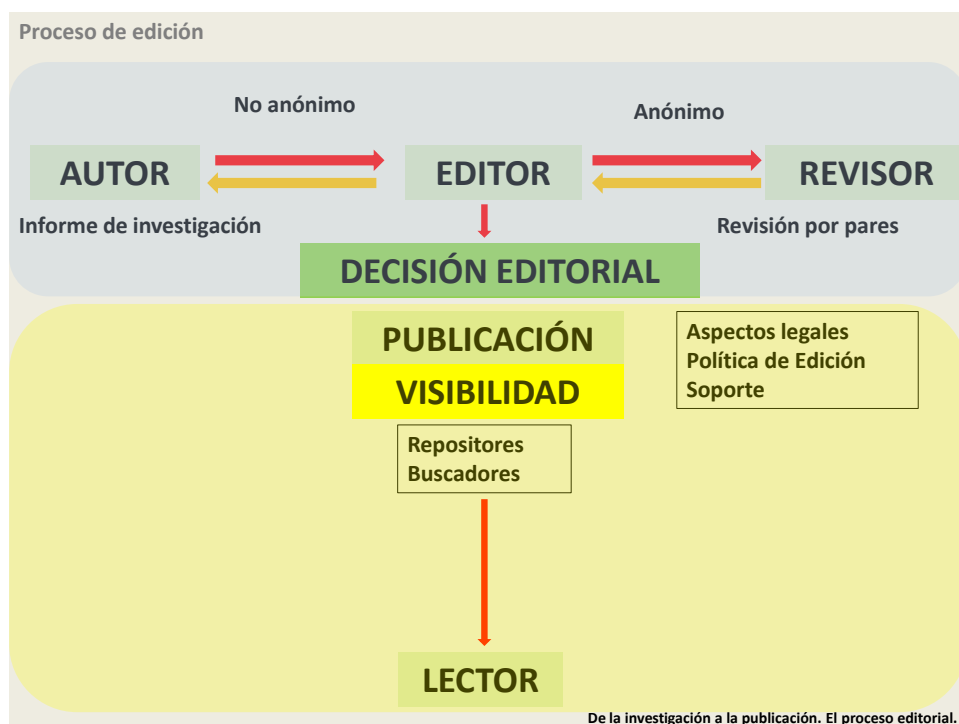 Proceso de edición
No anónimo
Anónimo
AUTOR
EDITOR
REVISOR
Informe de investigación
Revisión por pares
DECISIÓN EDITORIAL
PUBLICACIÓN
VISIBILIDAD
Aspectos legales
Política de Edición
Soporte
Repositores
Buscadores
LECTOR
De la investigación a la publicación. El proceso editorial.